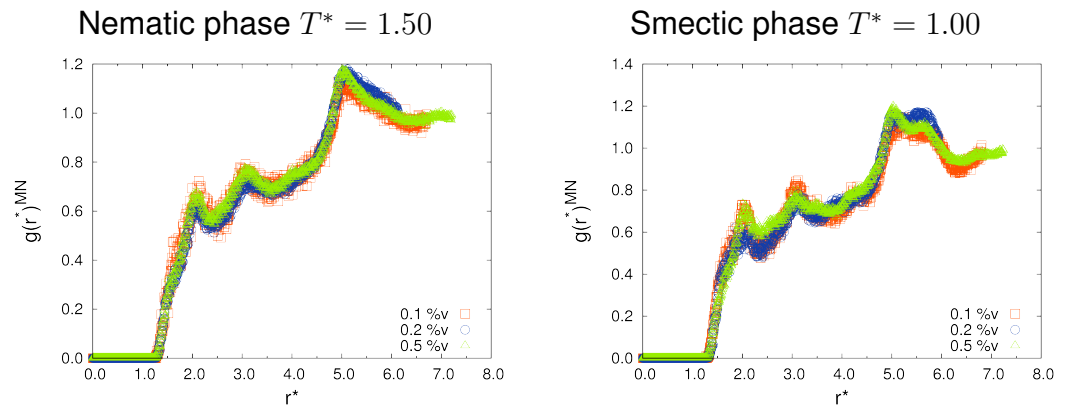 Nematic phase T* = 1.50
1.2
1.0
0.8
0.6
0.4
0.2
0.0
g(r*)MN
0.0 1.0 2.0 3.0 4.0 5.0 6.0 7.0 8.0
r*
0.1 %v
0.2 %v
0.5 %v
Smectic phase T* = 1.00
1.4
1.2
1.0
0.8
0.6
0.4
0.2
0.0
g(r*)MN
0.0 1.0 2.0 3.0 4.0 5.0 6.0 7.0 8.0
r*
0.1 %v
0.2 %v
0.5 %v